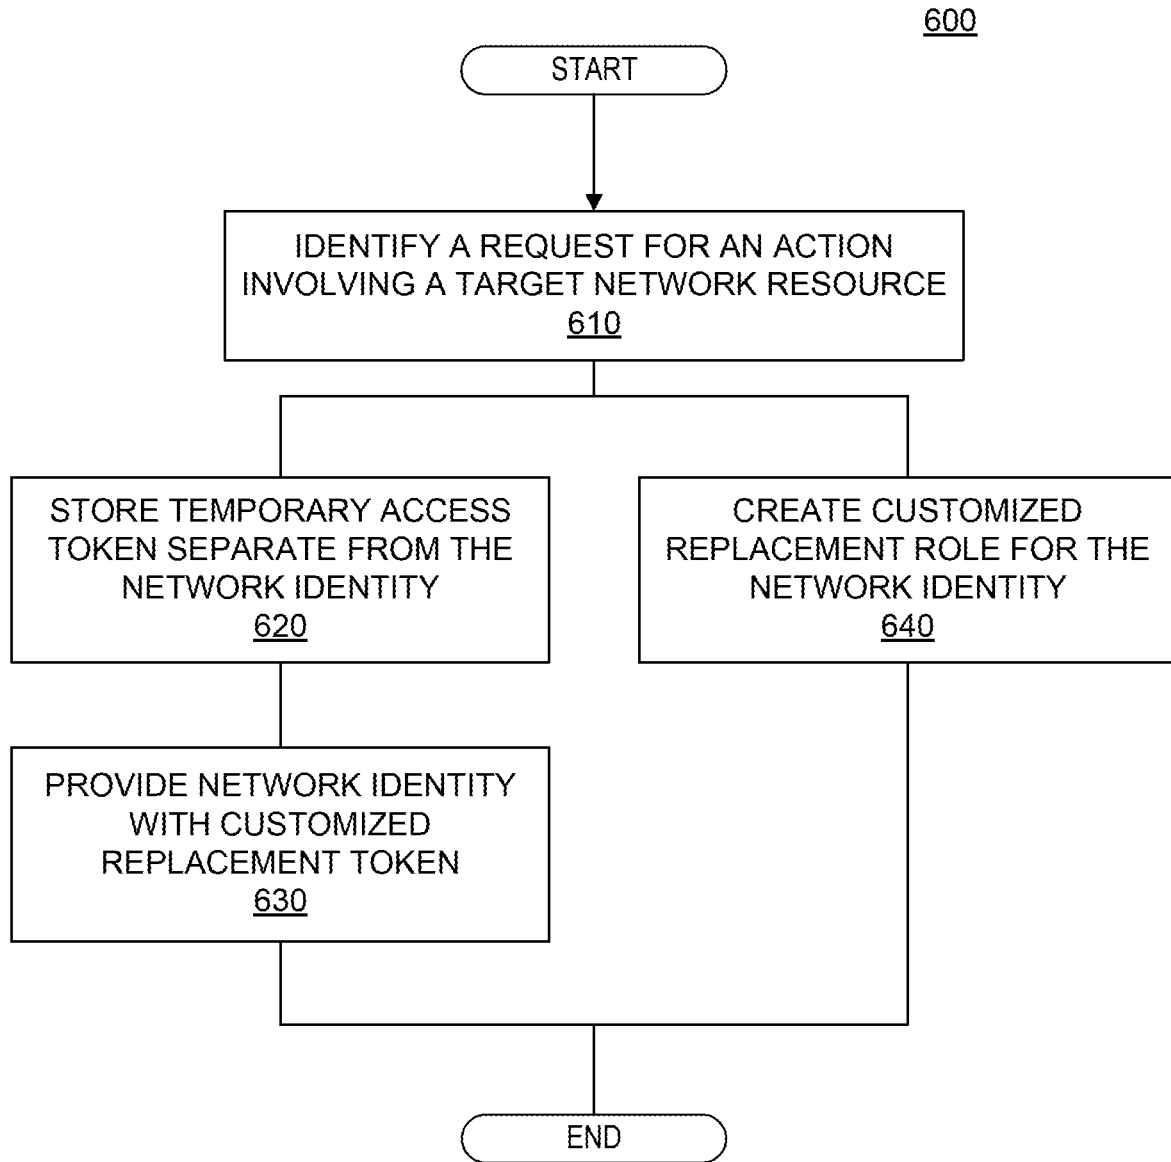 600
START
IDENTIFY A REQUEST FOR AN ACTION
INVOLVING A TARGET NETWORK RESOURCE
610
STORE TEMPORARY ACCESS
TOKEN SEPARATE FROM THE
NETWORK IDENTITY
620
CREATE CUSTOMIZED
REPLACEMENT ROLE FOR THE
NETWORK IDENTITY
640
PROVIDE NETWORK IDENTITY
WITH CUSTOMIZED
REPLACEMENT TOKEN
630
END